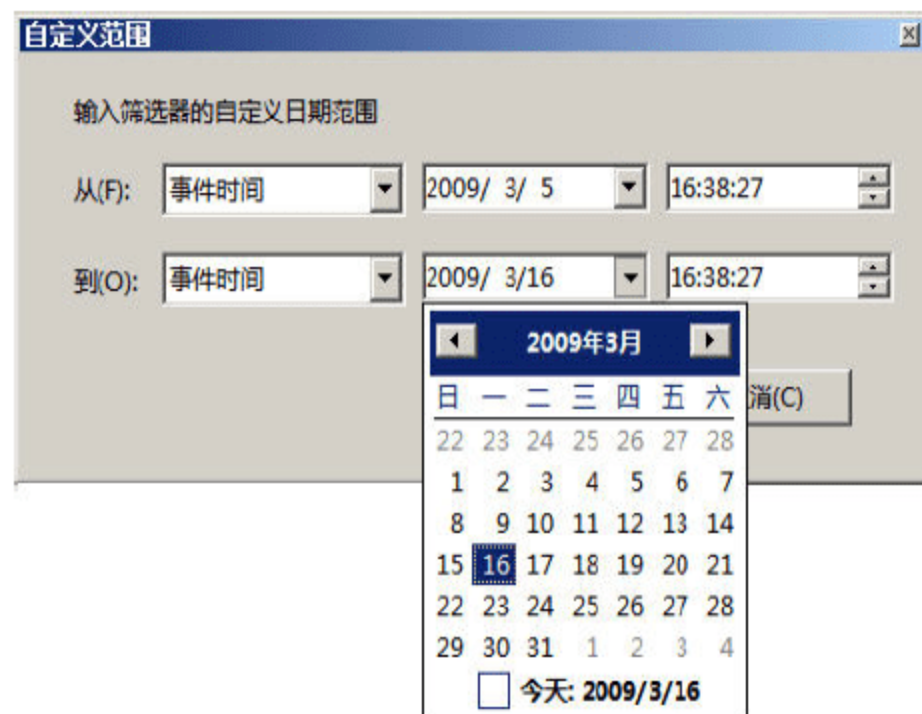 自定义范围
输入筛选器的自定义日期范围
从(F): 事件时间 2009/ 3/ 5 16:38:27
到(O): 事件时间 2009/ 3/16 16:38:27
2009年3月
日 一 二 三 四 五 六
消(C)
22 23 24 25 26 27 28
1 2 3 4 5 6 7
8 9 10 11 12 13 14
15 16 17 18 19 20 21
22 23 24 25 26 27 28
29 30 31 1 2 3 4
今天: 2009/3/16